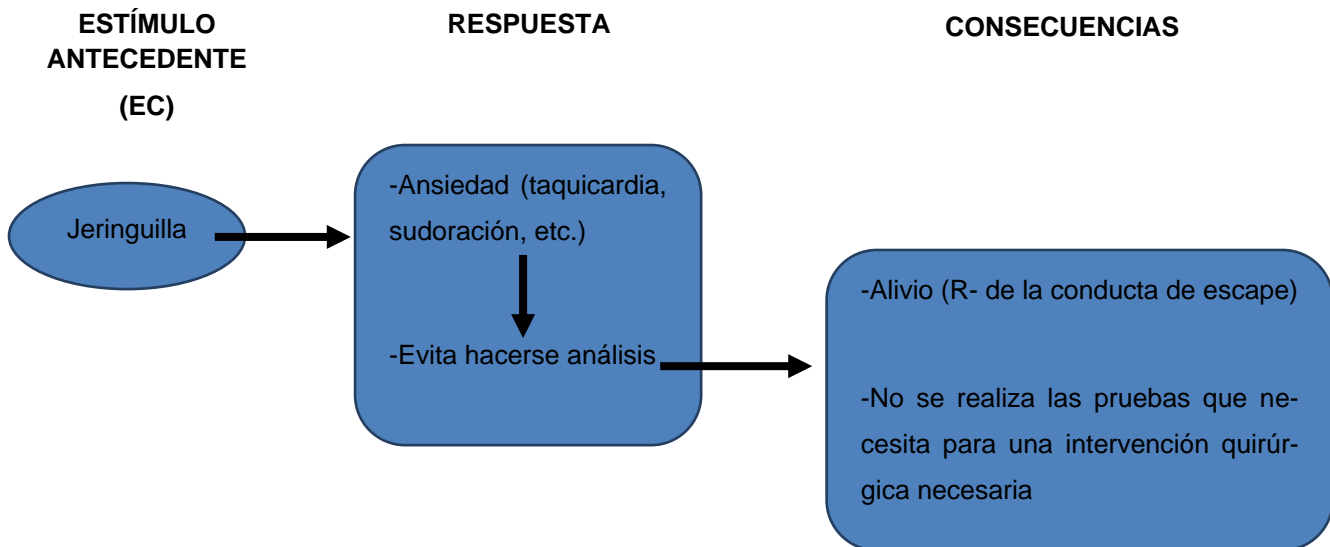 ESTÍMULO
ANTECEDENTE
(EC)
RESPUESTA
CONSECUENCIAS
Jeringuilla
-Ansiedad (taquicardia,
sudoración, etc.)
-Evita hacerse análisis
-Alivio (R- de la conducta de escape)
-No se realiza las pruebas que ne-
cesita para una intervención quirúr-
gica necesaria